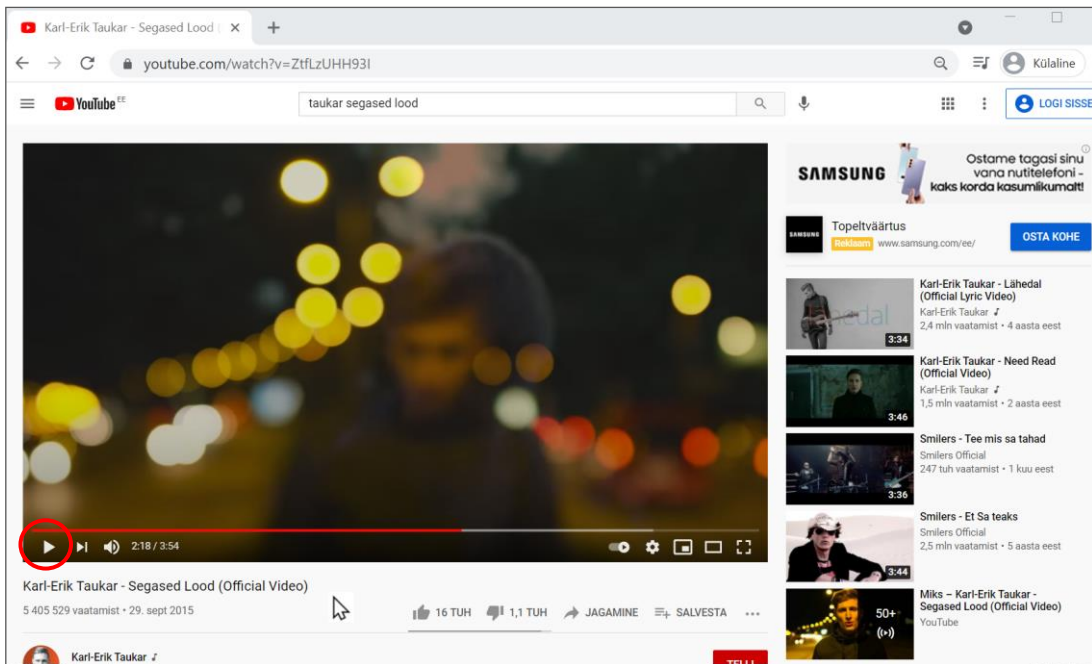 Karl-Erik Taukar - Segased Lood
youtube.com/watch?v=ZtfLzUHH93I
Külaline
YouTube EE
taukar segased lood
LOGI SISSE
SAMSUNG
Ostame tagasi sinu
vana nutitelefoni -
kaks korda kasumlikumalt!
SAMSUNG
Topeltväärtus
Reklaam www.samsung.com/ee/
OSTA KOHE
2:18 / 3:54
Karl-Erik Taukar - Segased Lood (Official Video)
5 405 529 vaatamist • 29. sept 2015
16 TUH
1,1 TUH
JAGAMINE
SALVESTA
Karl-Erik Taukar
TELLI
3:34
Karl-Erik Taukar - Lähedal
(Official Lyric Video)
Karl-Erik Taukar
2,4 mln vaatamist • 4 aasta eest
3:46
Karl-Erik Taukar - Need Read
(Official Video)
Karl-Erik Taukar
1,5 mln vaatamist • 2 aasta eest
3:36
Smilers - Tee mis sa tahad
Smilers Official
247 tuh vaatamist • 1 kuu eest
3:44
Smilers - Et Sa teaks
Smilers Official
2,5 mln vaatamist • 5 aasta eest
50+
Miks – Karl-Erik Taukar -
Segased Lood (Official Video)
YouTube